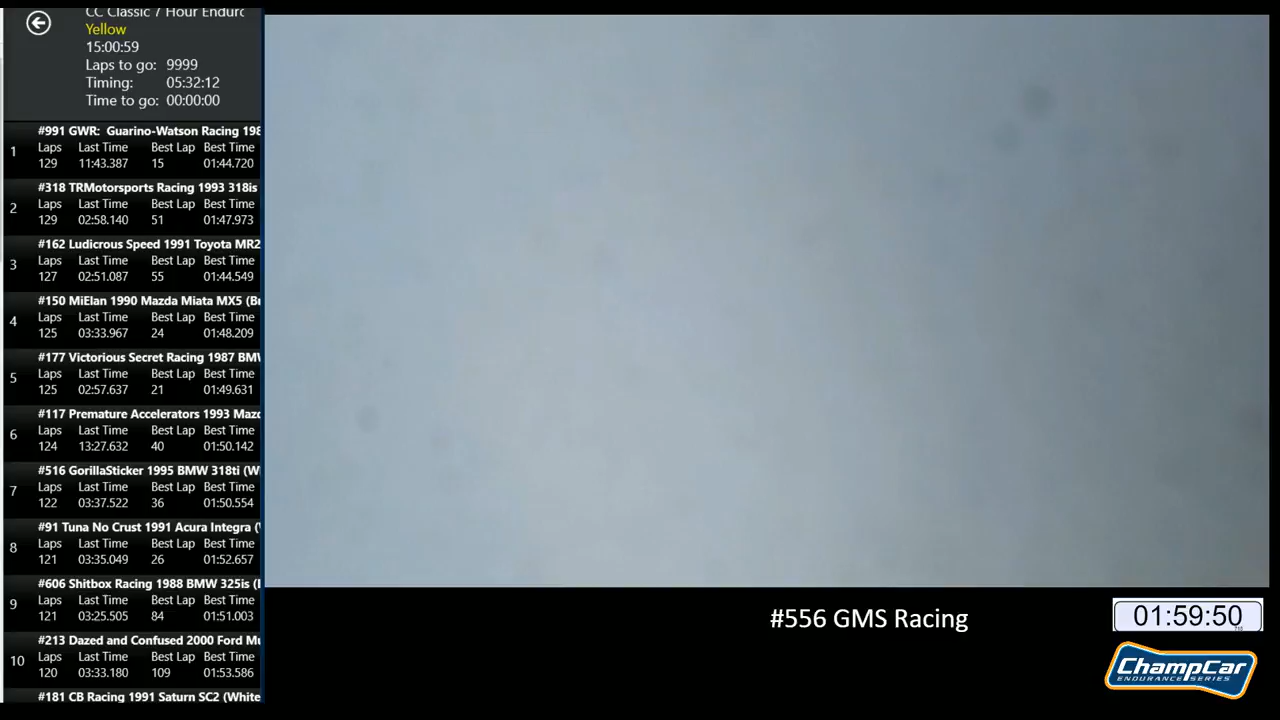 CC Classic 7 Hour Enduro
Yellow
15:00:59
Laps to go: 9999
Timing: 05:32:12
Time to go: 00:00:00
#991 GWR: Guarino-Watson Racing 198
Laps Last Time Best Lap Best Time
1 129 11:43.387 15 01:44.720
#318 TRMotorsports Racing 1993 318is
Laps Last Time Best Lap Best Time
2 129 02:58.140 51 01:47.973
#162 Ludicrous Speed 1991 Toyota MR2
Laps Last Time Best Lap Best Time
3 127 02:51.087 55 01:44.549
#150 MiElan 1990 Mazda Miata MX5 (Bu
Laps Last Time Best Lap Best Time
4 125 03:33.967 24 01:48.209
#177 Victorious Secret Racing 1987 BMW
Laps Last Time Best Lap Best Time
5 125 02:57.637 21 01:49.631
#117 Premature Accelerators 1993 Mazd
Laps Last Time Best Lap Best Time
6 124 13:27.632 40 01:50.142
#516 GorillaSticker 1995 BMW 318ti (W
Laps Last Time Best Lap Best Time
7 122 03:37.522 36 01:50.554
#91 Tuna No Crust 1991 Acura Integra (
Laps Last Time Best Lap Best Time
8 121 03:35.049 26 01:52.657
#606 Shitbox Racing 1988 BMW 325is (
Laps Last Time Best Lap Best Time
9 121 03:25.505 84 01:51.003
#213 Dazed and Confused 2000 Ford Mu
Laps Last Time Best Lap Best Time
10 120 03:33.180 109 01:53.586
#181 CB Racing 1991 Saturn SC2 (White
#556 GMS Racing
01:59:50
ChampCar
ENDURANCE SERIES